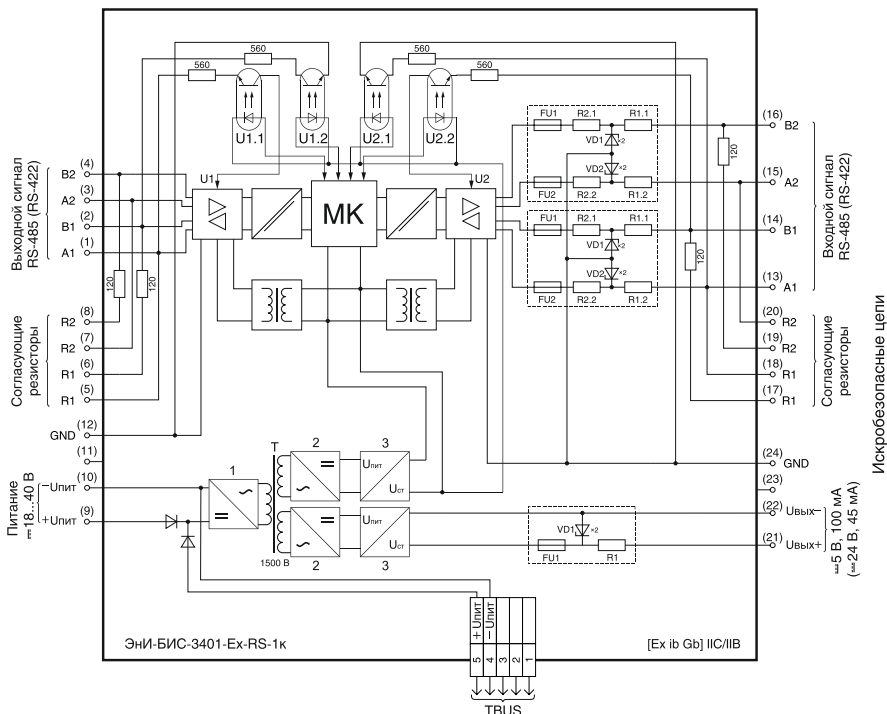 560
560
560
560
U1.1
U1.2
U2.1
U2.2
U1
U2
МК
FU1
R2.1
R1.1
VD1
×2
VD2
×2
FU2
R2.2
R1.2
FU1
R2.1
R1.1
VD1
×2
VD2
×2
FU2
R2.2
R1.2
Выходной сигнал
RS-485 (RS-422)
(4)
B2
(3)
A2
(2)
B1
(1)
A1
120
120
Согласующие
резисторы
(8)
R2
(7)
R2
(6)
R1
(5)
R1
(12)
GND
(11)
Питание
⎓18...40 В
(10)
−Uпит
(9)
+Uпит
(16)
B2
(15)
A2
(14)
B1
(13)
A1
120
120
Входной сигнал
RS-485 (RS-422)
(20)
R2
(19)
R2
(18)
R1
(17)
R1
Согласующие
резисторы
Искробезопасные цепи
(24)
GND
(23)
(22)
Uвых−
(21)
Uвых+
⎓5 В, 100 мА
(⎓24 В, 45 мА)
1
T
2
3
Uпит
Uст
1500 В
2
3
Uпит
Uст
VD1
×2
FU1
R1
+Uпит
−Uпит
5
4
3
2
1
TBUS
ЭнИ-БИС-3401-Ex-RS-1к
[Ex ib Gb] IIC/IIB